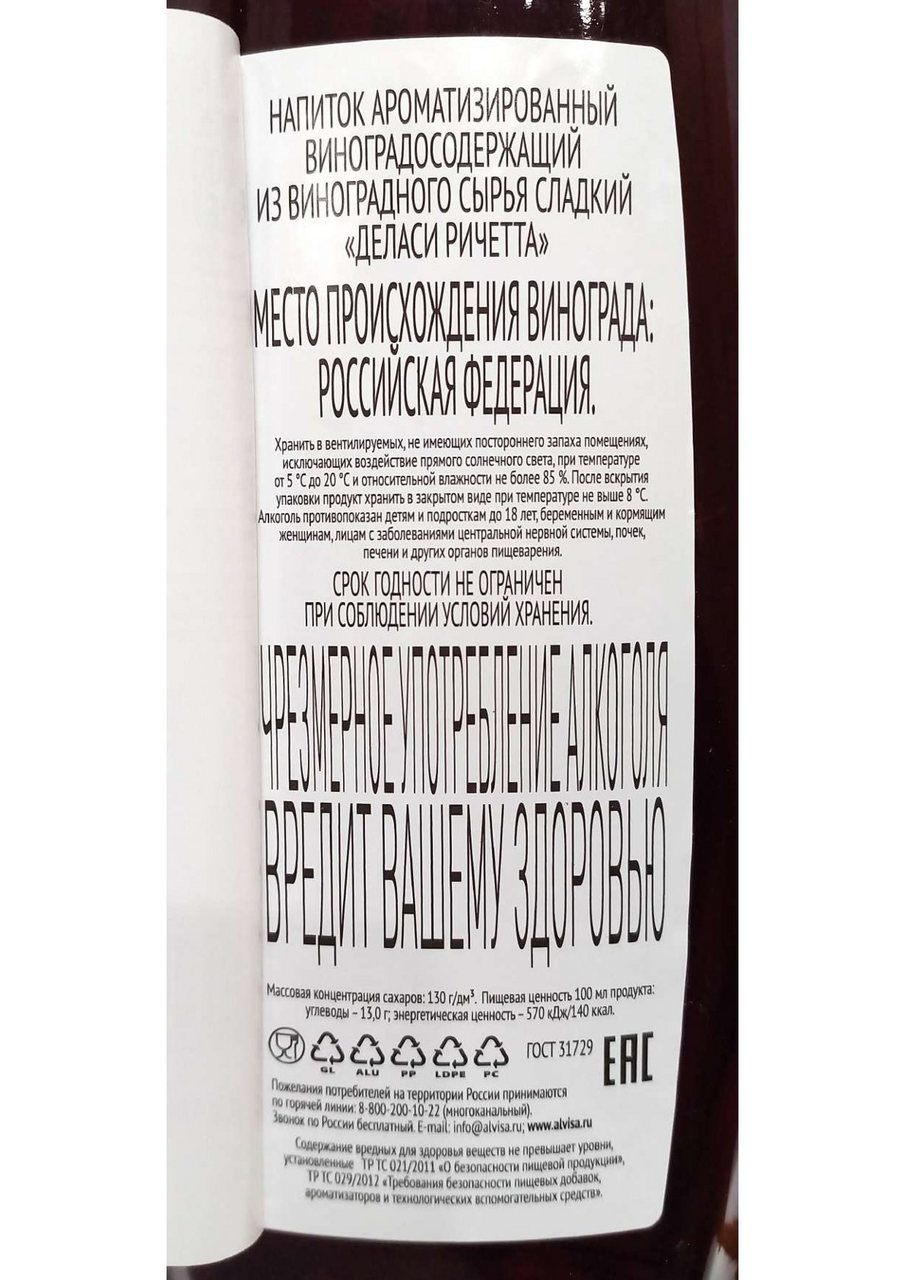 НАПИТОК АРОМАТИЗИРОВАННЫЙ
ВИНОГРАДОСОДЕРЖАЩИЙ
ИЗ ВИНОГРАДНОГО СЫРЬЯ СЛАДКИЙ
«ДЕЛАСИ РИЧЕТТА»
МЕСТО ПРОИСХОЖДЕНИЯ ВИНОГРАДА:
РОССИЙСКАЯ ФЕДЕРАЦИЯ.
Хранить в вентилируемых, не имеющих постороннего запаха помещениях,
исключающих воздействие прямого солнечного света, при температуре
от 5 °С до 20 °С и относительной влажности не более 85 %. После вскрытия
упаковки продукт хранить в закрытом виде при температуре не выше 8 °С.
Алкоголь противопоказан детям и подросткам до 18 лет, беременным и кормящим
женщинам, лицам с заболеваниями центральной нервной системы, почек,
печени и других органов пищеварения.
СРОК ГОДНОСТИ НЕ ОГРАНИЧЕН
ПРИ СОБЛЮДЕНИИ УСЛОВИЙ ХРАНЕНИЯ.
ЧРЕЗМЕРНОЕ УПОТРЕБЛЕНИЕ АЛКОГОЛЯ
ВРЕДИТ ВАШЕМУ ЗДОРОВЬЮ
Массовая концентрация сахаров: 130 г/дм³. Пищевая ценность 100 мл продукта:
углеводы – 13,0 г; энергетическая ценность – 570 кДж/140 ккал.
GL ALU PP LDPE PC ГОСТ 31729 EAC
Пожелания потребителей на территории России принимаются
по горячей линии: 8-800-200-10-22 (многоканальный).
Звонок по России бесплатный. E-mail: info@alvisa.ru; www.alvisa.ru
Содержание вредных для здоровья веществ не превышает уровни,
установленные ТР ТС 021/2011 «О безопасности пищевой продукции»,
ТР ТС 029/2012 «Требования безопасности пищевых добавок,
ароматизаторов и технологических вспомогательных средств».